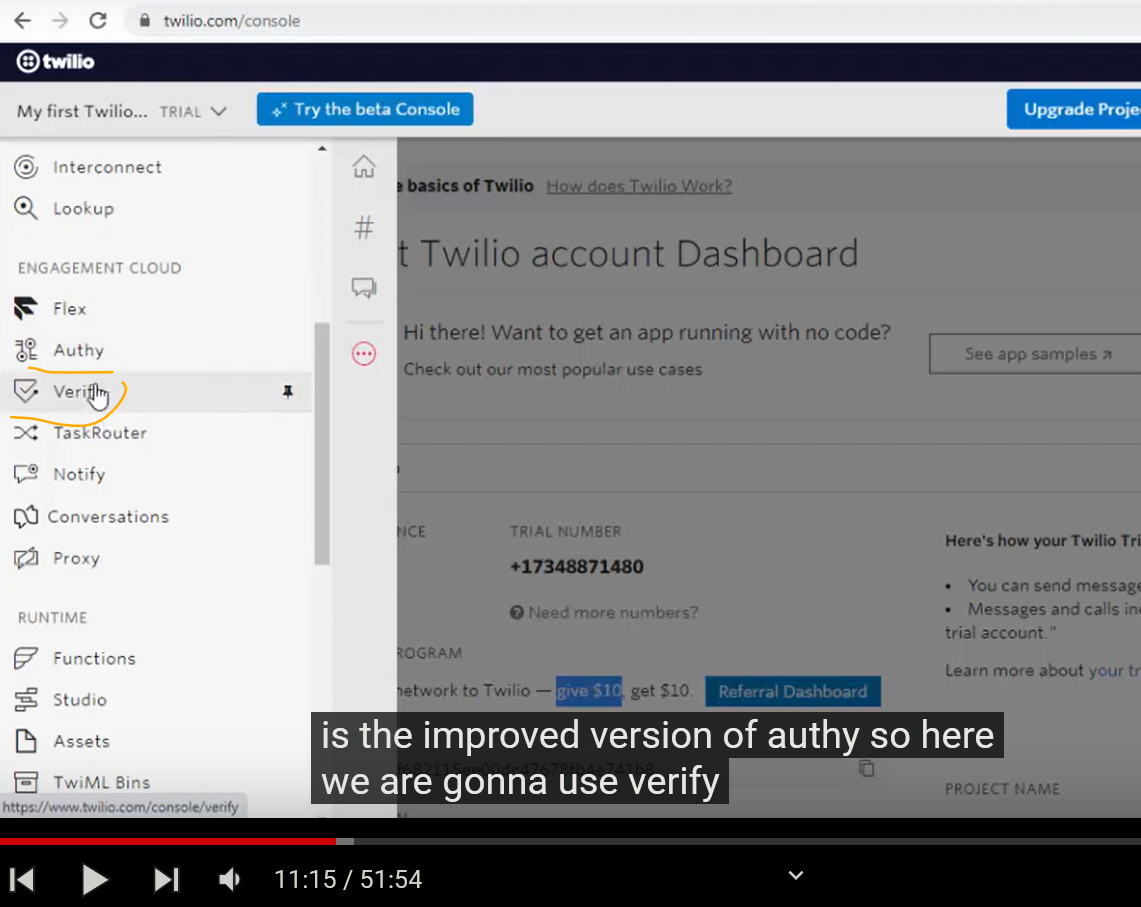 twilio.com/console
twilio
My first Twilio... TRIAL
Try the beta Console
Upgrade Proje
Interconnect
Lookup
ENGAGEMENT CLOUD
Flex
Authy
Verify
TaskRouter
Notify
Conversations
Proxy
RUNTIME
Functions
Studio
Assets
TwiML Bins
https://www.twilio.com/console/verify
e basics of Twilio How does Twilio Work?
t Twilio account Dashboard
Hi there! Want to get an app running with no code?
Check out our most popular use cases
See app samples
NCE
TRIAL NUMBER
+17348871480
Need more numbers?
Here's how your Twilio Tri
• You can send message
• Messages and calls in
trial account."
Learn more about your tr
ROGRAM
network to Twilio — give $10, get $10.
Referral Dashboard
PROJECT NAME
is the improved version of authy so here
we are gonna use verify
11:15 / 51:54